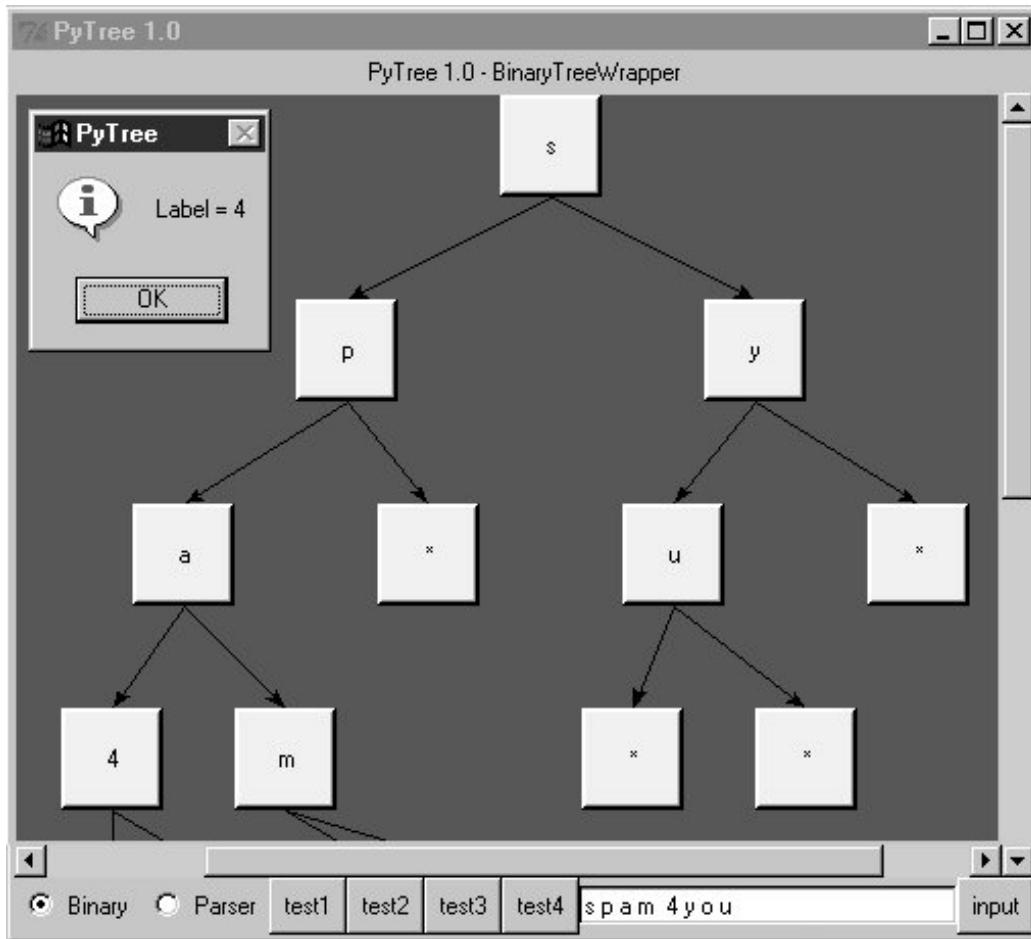 PyTree 1.0
PyTree 1.0 - BinaryTreeWrapper
PyTree
Label = 4
OK
s
p y
a * u *
4 m * *
Binary Parser test1 test2 test3 test4 s p a m 4 y o u input